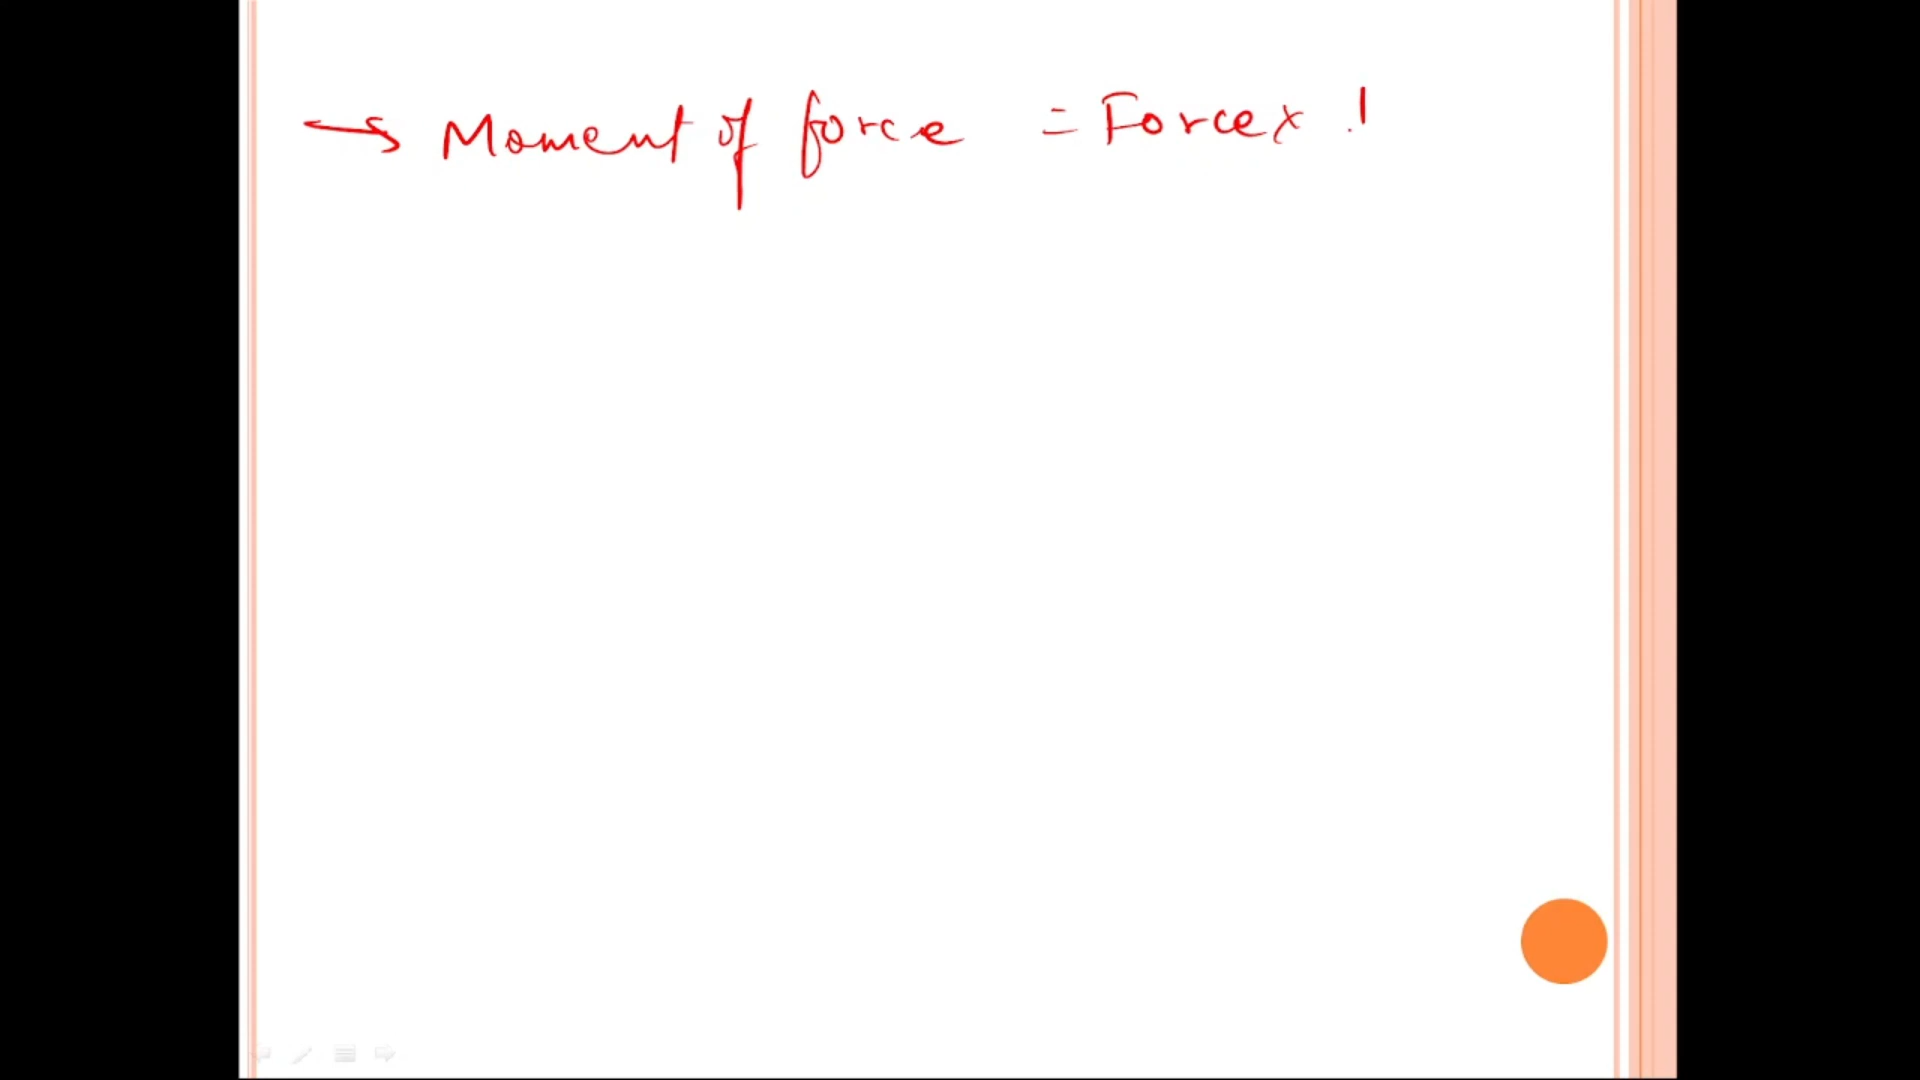 → Moment of force = Force x